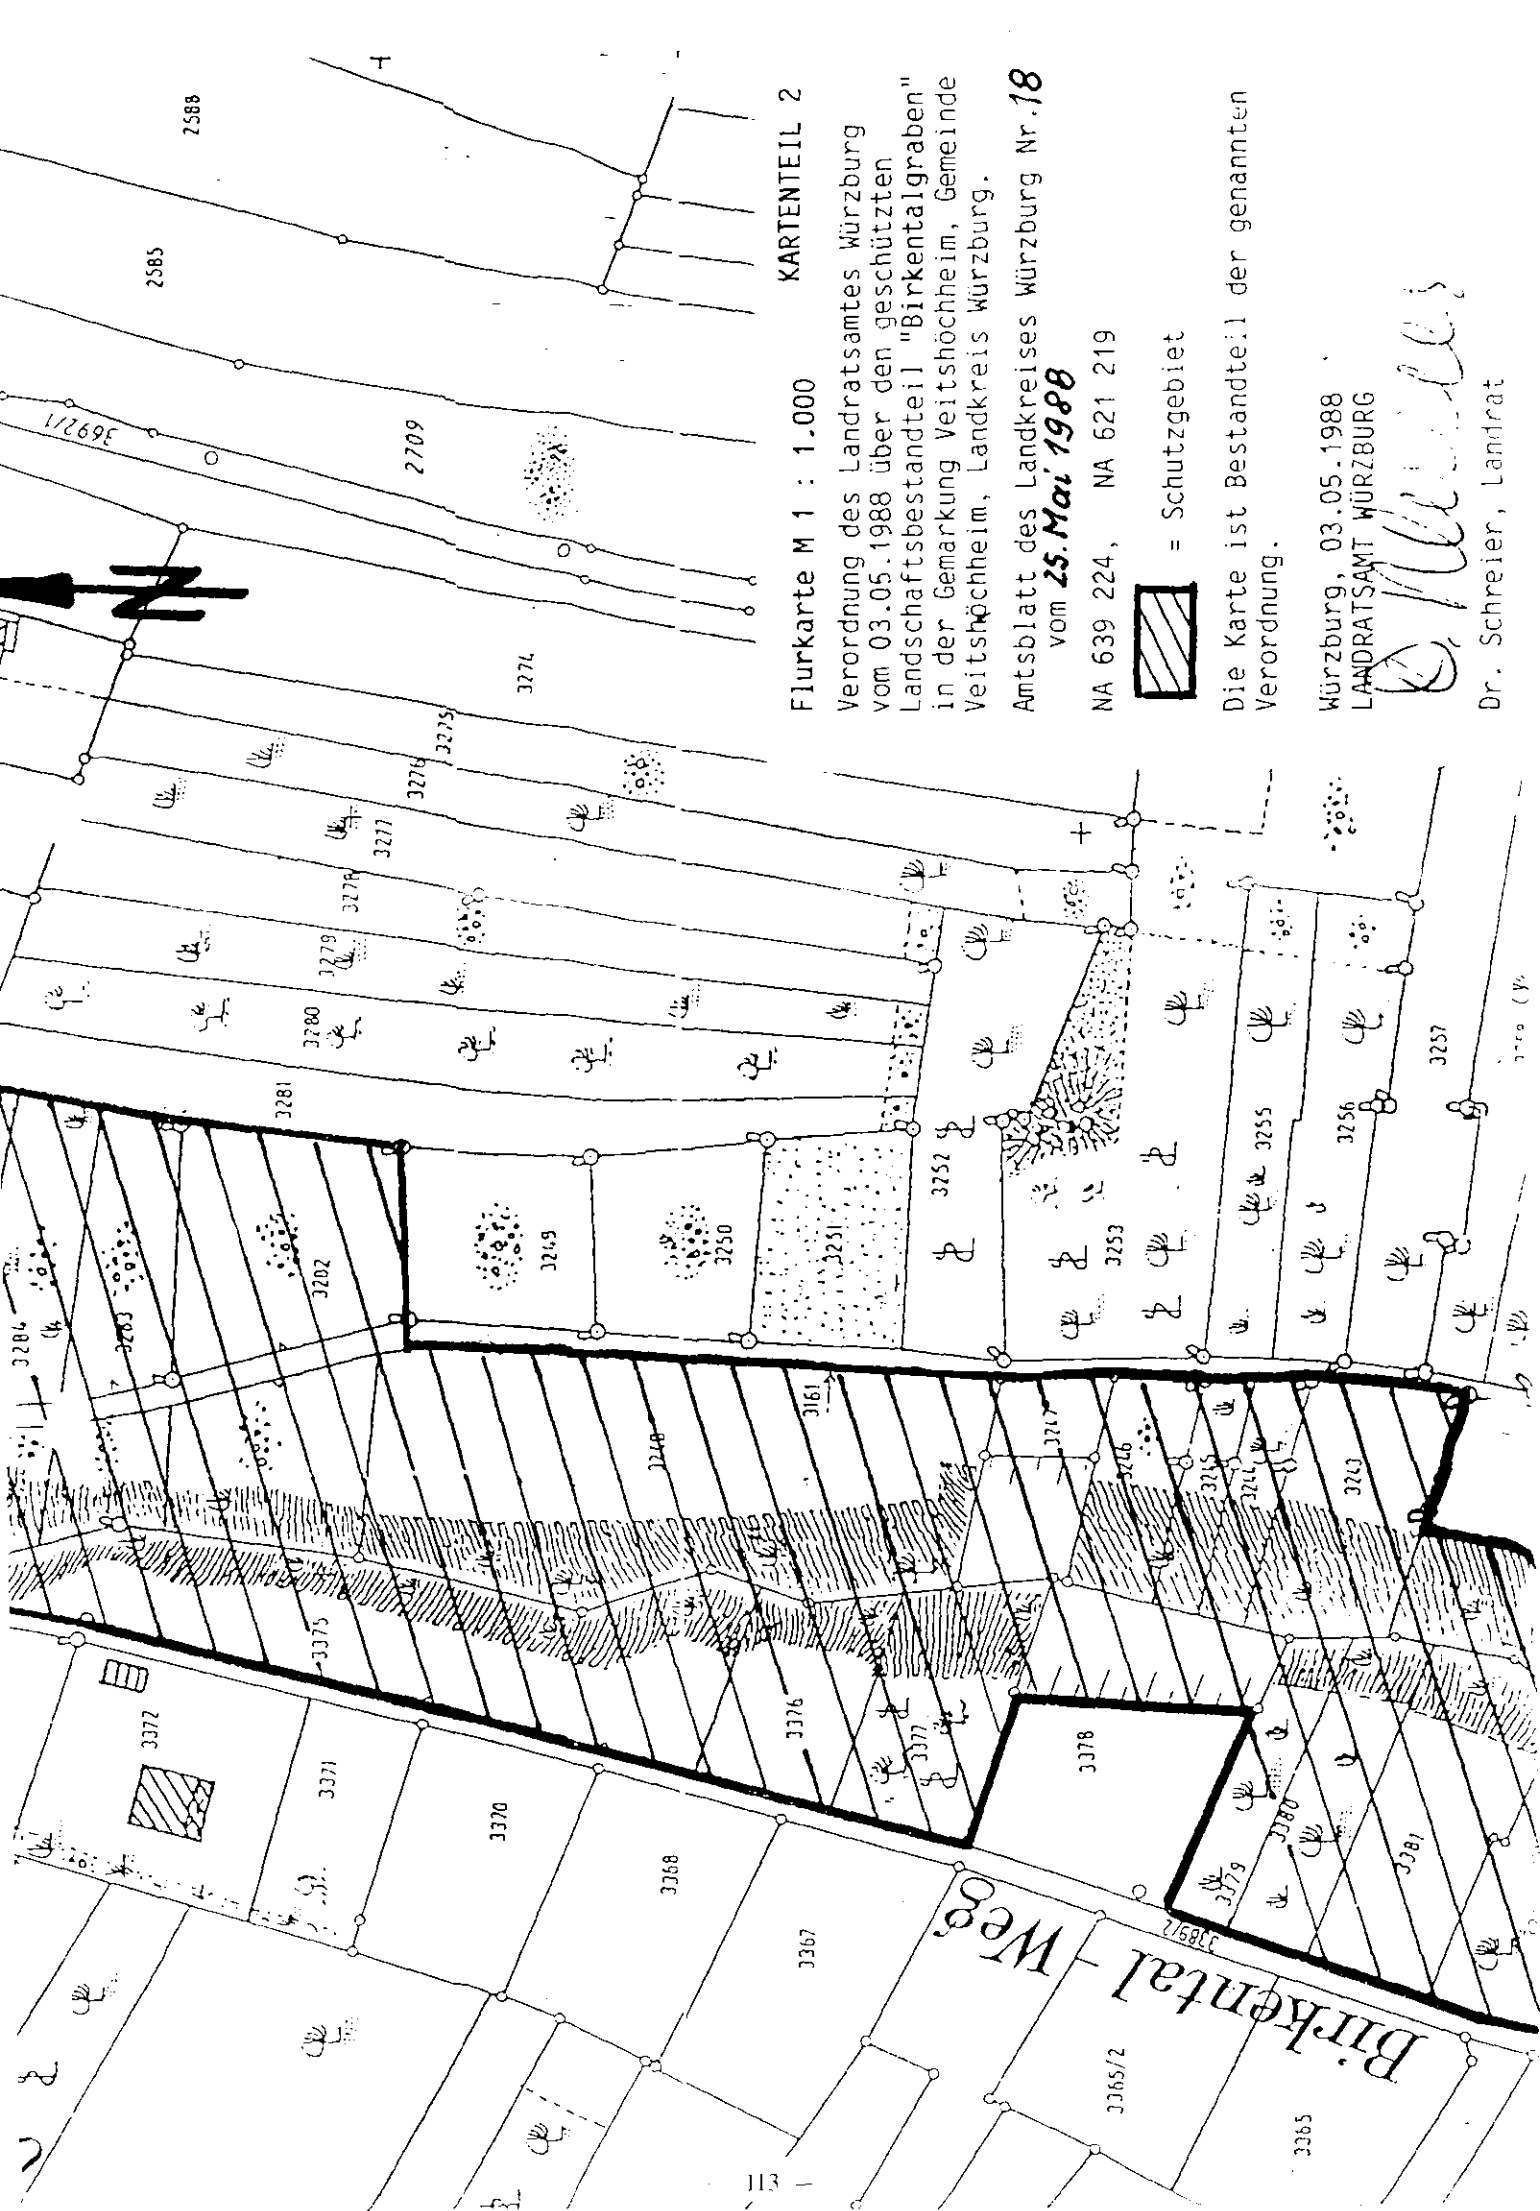 KARTENTEIL 2
Flurkarte M 1 : 1.000
Verordnung des Landratsamtes Würzburg
vom 03.05.1988 über den geschützten
Landschaftsbestandteil "Birkentalgraben"
in der Gemarkung Veitshöchheim, Gemeinde
Veitshöchheim, Landkreis Würzburg.
Amtsblatt des Landkreises Würzburg Nr. 18
vom 25. Mai 1988
NA 639 224, NA 621 219
= Schutzgebiet
Die Karte ist Bestandteil der genannten
Verordnung.
Würzburg, 03.05.1988
LANDRATSAMT WÜRZBURG
Dr. Schreier, Landrat
N
2588
2585
3692/1
2709
3274
3275
3276
3277
3278
3279
3280
3281
3284
3283
3282
3249
3250
3251
3252
3253
3255
3256
3257
3248
3161
3247
3246
3245
3244
3243
3375
3376
3377
3378
3379
3380
3381
3372
3371
3370
3368
3367
3389/2
Birkental - Weg
3365/2
3365
113 –